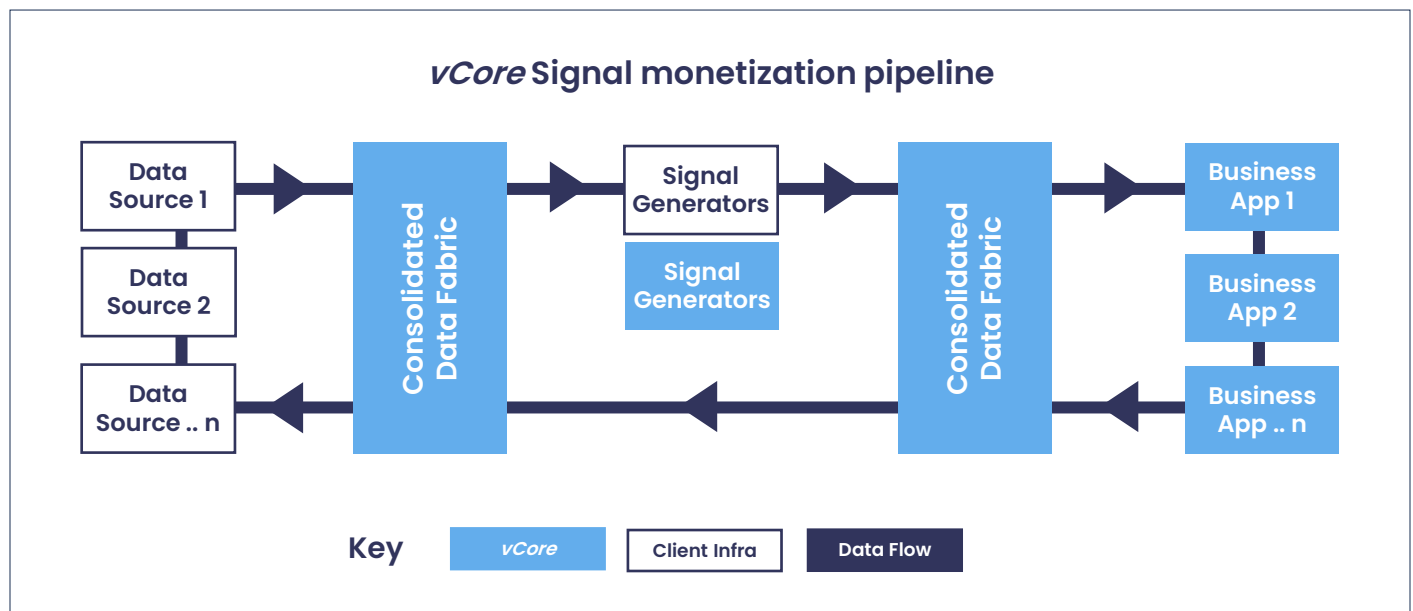 vCore Signal monetization pipeline
Data
Source 1
Data
Source 2
Data
Source .. n
Consolidated
Data Fabric
Signal
Generators
Signal
Generators
Consolidated
Data Fabric
Business
App 1
Business
App 2
Business
App .. n
Key
vCore
Client Infra
Data Flow